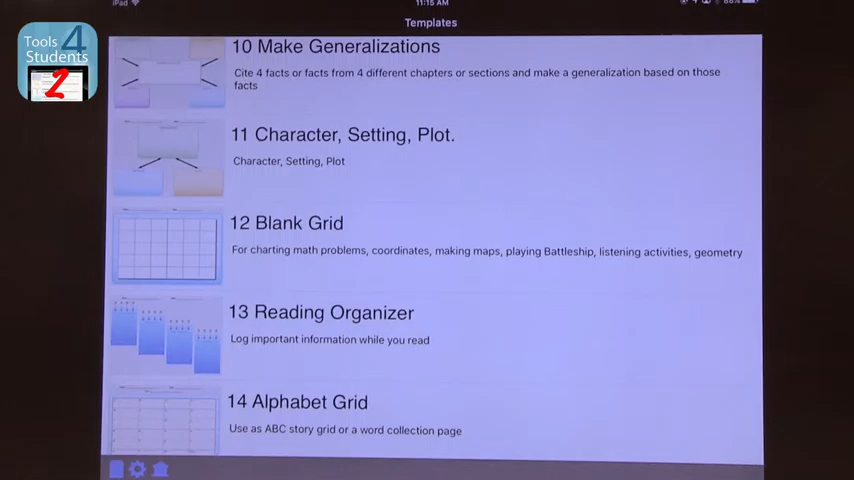 iPad
11:15 AM
88%
Templates
Tools 4
Students
2
10 Make Generalizations
Cite 4 facts or facts from 4 different chapters or sections and make a generalization based on those
facts
11 Character, Setting, Plot.
Character, Setting, Plot
12 Blank Grid
For charting math problems, coordinates, making maps, playing Battleship, listening activities, geometry
13 Reading Organizer
Log important information while you read
14 Alphabet Grid
Use as ABC story grid or a word collection page